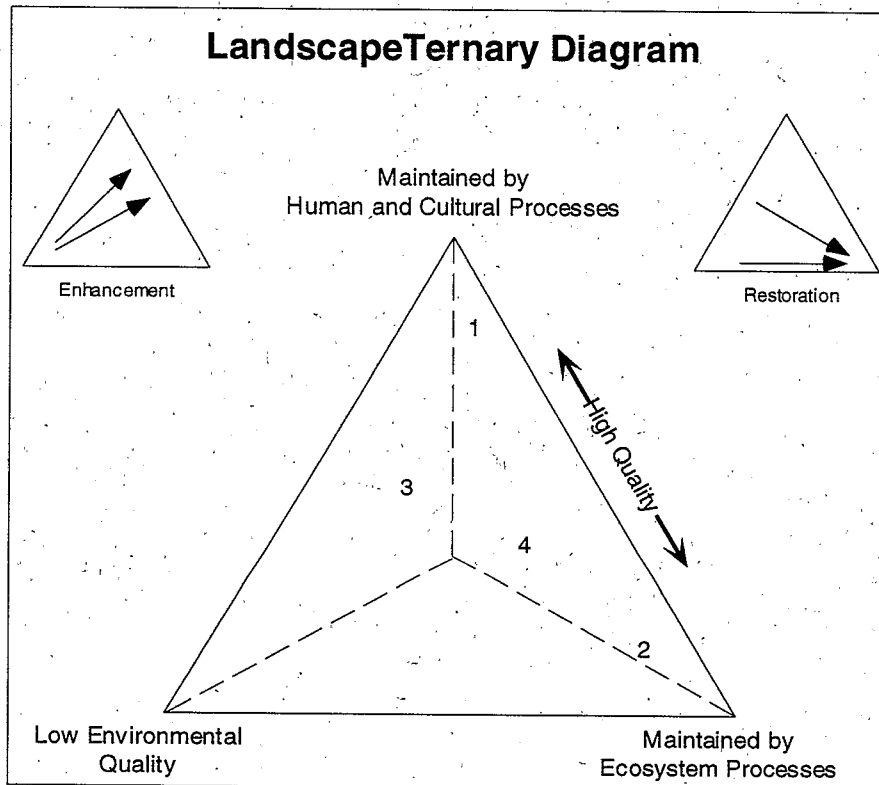 LandscapeTernary Diagram
Maintained by
Human and Cultural Processes
Enhancement
Restoration
1
High Quality
3
4
2
Low Environmental
Quality
Maintained by
Ecosystem Processes